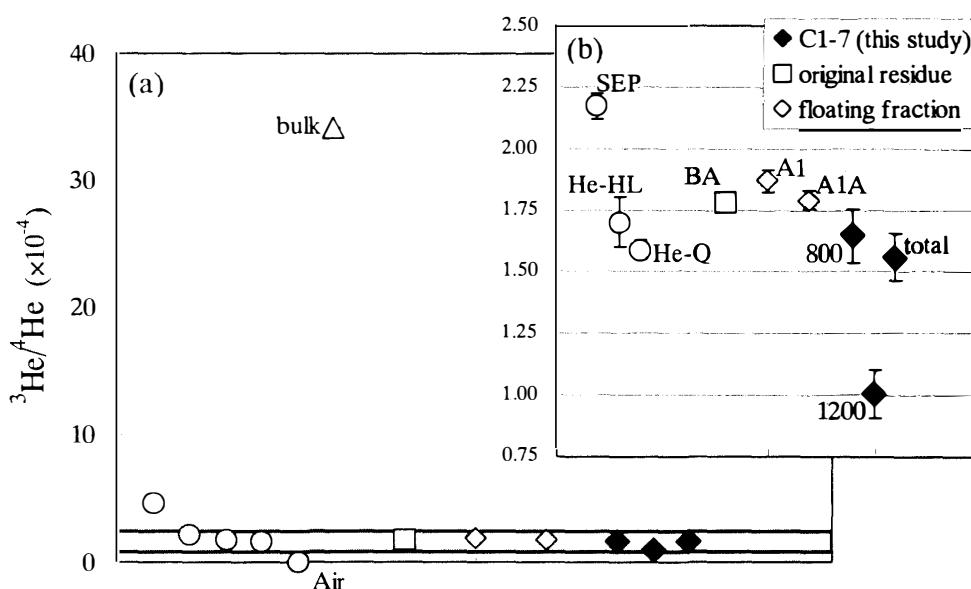 40
30
20
10
0
³He/⁴He (×10⁻⁴)
(a)
bulk
Air
2.50
2.25
2.00
1.75
1.50
1.25
1.00
0.75
(b)
C1-7 (this study)
original residue
floating fraction
SEP
He-HL
He-Q
BA
A1
A1A
800
total
1200